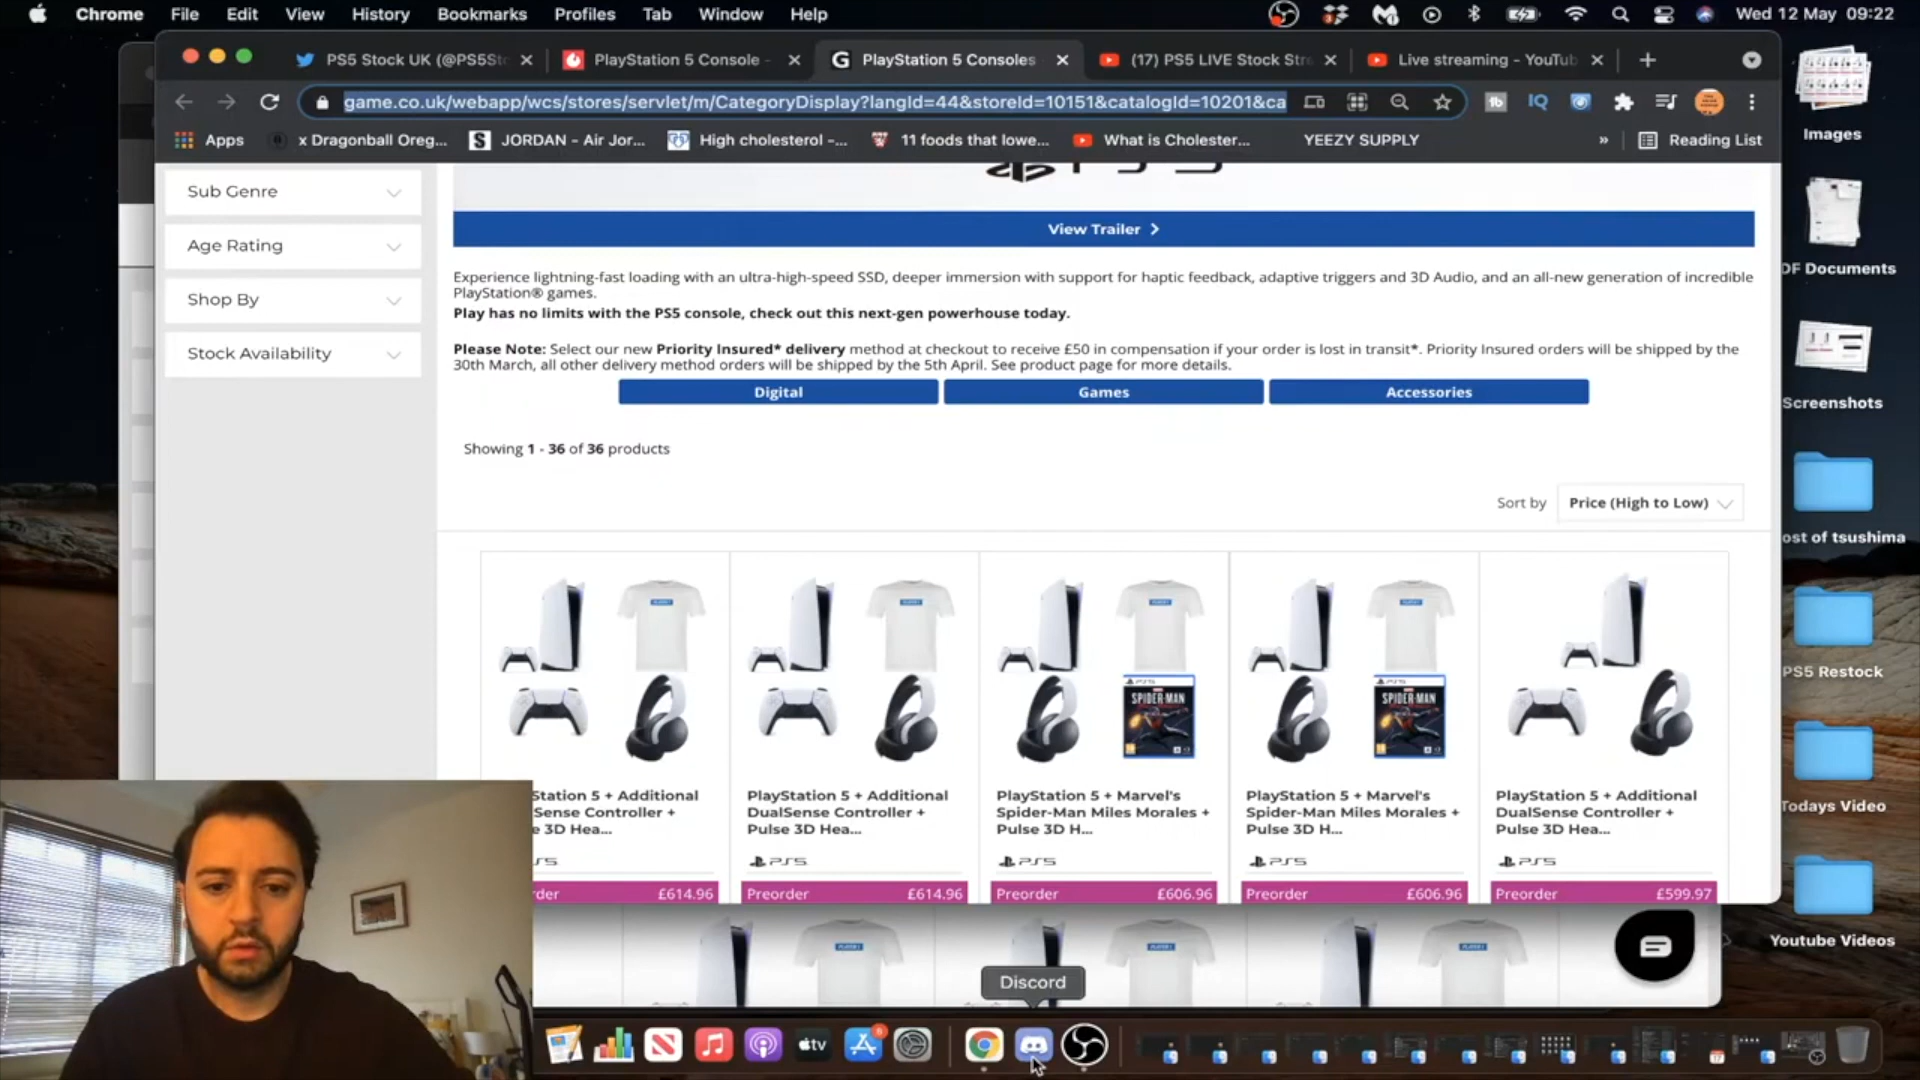 Chrome File Edit View History Bookmarks Profiles Tab Window Help Wed 12 May 09:22
PS5 Stock UK (@PS5St PlayStation 5 Console - PlayStation 5 Consoles (17) PS5 LIVE Stock Stre Live streaming - YouTub
game.co.uk/webapp/wcs/stores/servlet/m/CategoryDisplay?langId=44&storeId=10151&catalogId=10201&ca
Apps x Dragonball Oreg... JORDAN - Air Jor... High cholesterol -... 11 foods that lowe... What is Cholester... YEEZY SUPPLY » Reading List
Images
DF Documents
Screenshots
ost of tsushima
PS5 Restock
Todays Video
Youtube Videos
Sub Genre
Age Rating
Shop By
Stock Availability
View Trailer
Experience lightning-fast loading with an ultra-high-speed SSD, deeper immersion with support for haptic feedback, adaptive triggers and 3D Audio, and an all-new generation of incredible
PlayStation® games.
Play has no limits with the PS5 console, check out this next-gen powerhouse today.
Please Note: Select our new Priority Insured* delivery method at checkout to receive £50 in compensation if your order is lost in transit*. Priority Insured orders will be shipped by the
30th March, all other delivery method orders will be shipped by the 5th April. See product page for more details.
Digital Games Accessories
Showing 1 - 36 of 36 products
Sort by Price (High to Low)
SPIDER-MAN SPIDER-MAN
Station 5 + Additional
Sense Controller +
e 3D Hea...
der £614.96
PlayStation 5 + Additional
DualSense Controller +
Pulse 3D Hea...
PS5
Preorder £614.96
PlayStation 5 + Marvel's
Spider-Man Miles Morales +
Pulse 3D H...
PS5
Preorder £606.96
PlayStation 5 + Marvel's
Spider-Man Miles Morales +
Pulse 3D H...
PS5
Preorder £606.96
PlayStation 5 + Additional
DualSense Controller +
Pulse 3D Hea...
PS5
Preorder £599.97
Discord
tv